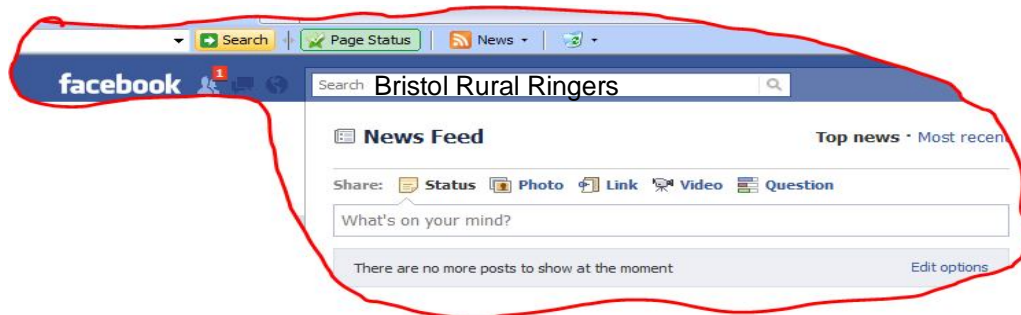 Search Page Status News
facebook 1 Search Bristol Rural Ringers
News Feed Top news · Most recent
Share: Status Photo Link Video Question
What's on your mind?
There are no more posts to show at the moment Edit options